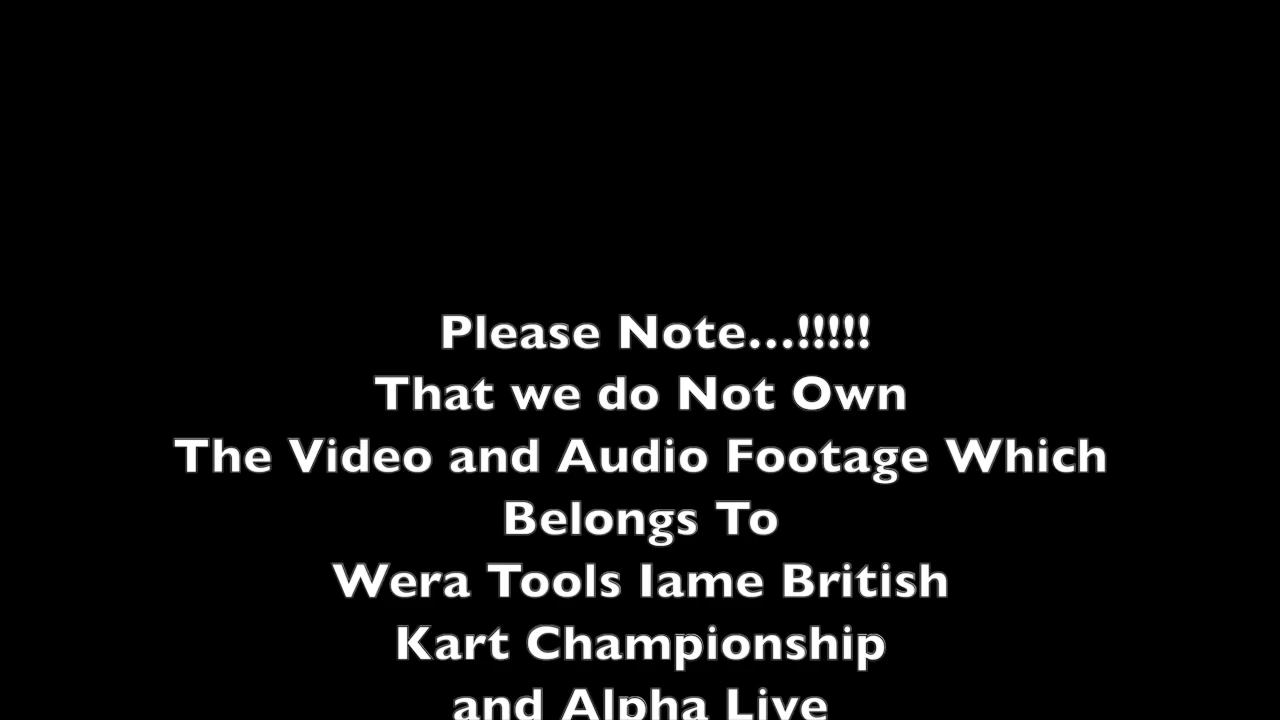 Please Note...!!!!!
That we do Not Own
The Video and Audio Footage Which
Belongs To
Wera Tools Iame British
Kart Championship
and Alpha Live